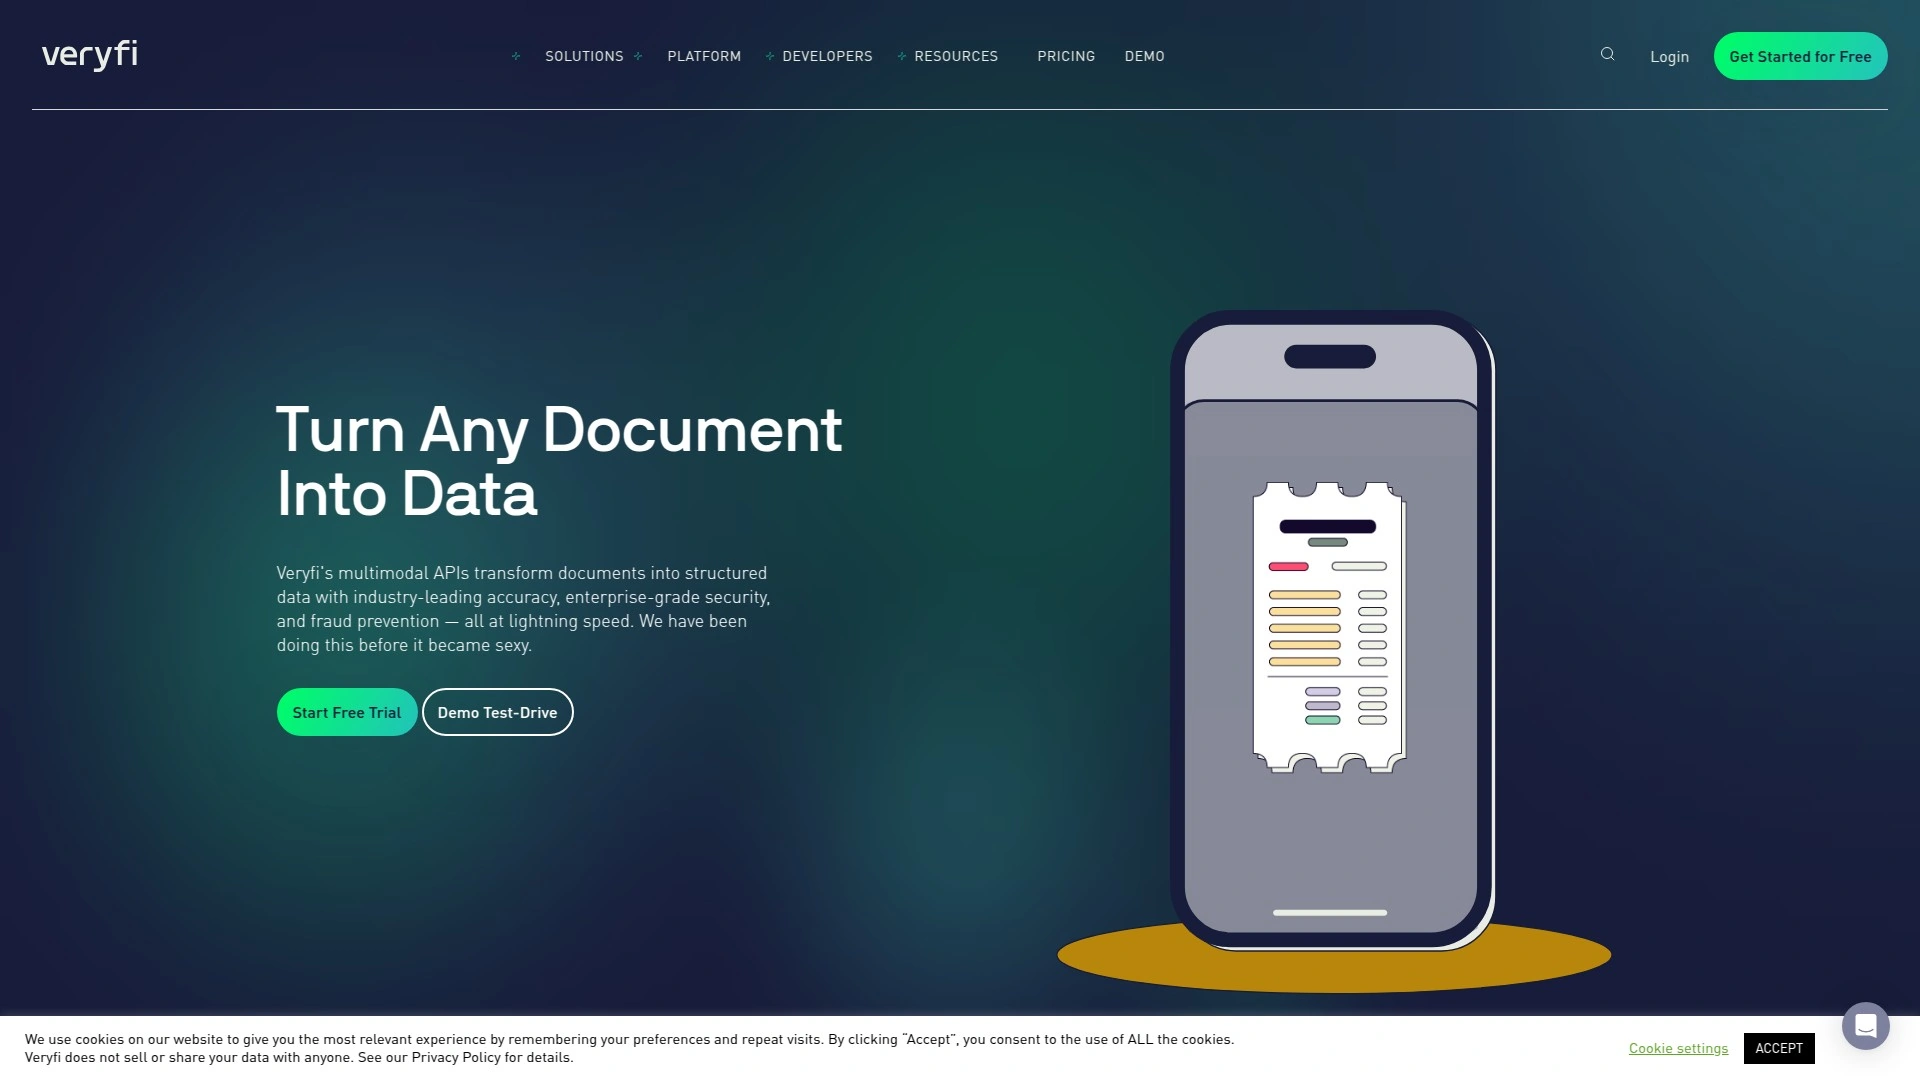 veryfi
SOLUTIONS
PLATFORM
DEVELOPERS
RESOURCES
PRICING
DEMO
Login
Get Started for Free
Turn Any Document
Into Data
Veryfi's multimodal APIs transform documents into structured
data with industry-leading accuracy, enterprise-grade security,
and fraud prevention — all at lightning speed. We have been
doing this before it became sexy.
Start Free Trial
Demo Test-Drive
We use cookies on our website to give you the most relevant experience by remembering your preferences and repeat visits. By clicking “Accept”, you consent to the use of ALL the cookies.
Veryfi does not sell or share your data with anyone. See our Privacy Policy for details.
Cookie settings
ACCEPT